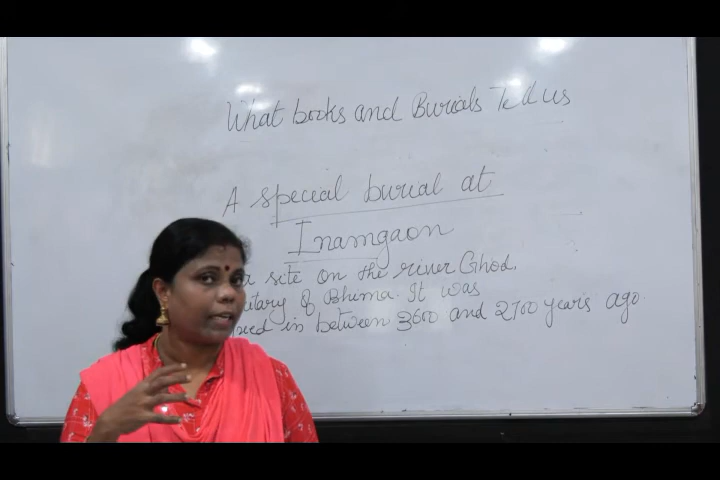 What books and Burials Tell us
A special burial at
Inamgaon
site on the river Ghod.
of Bhima. It was
in between 3600 and 2700 years ago.